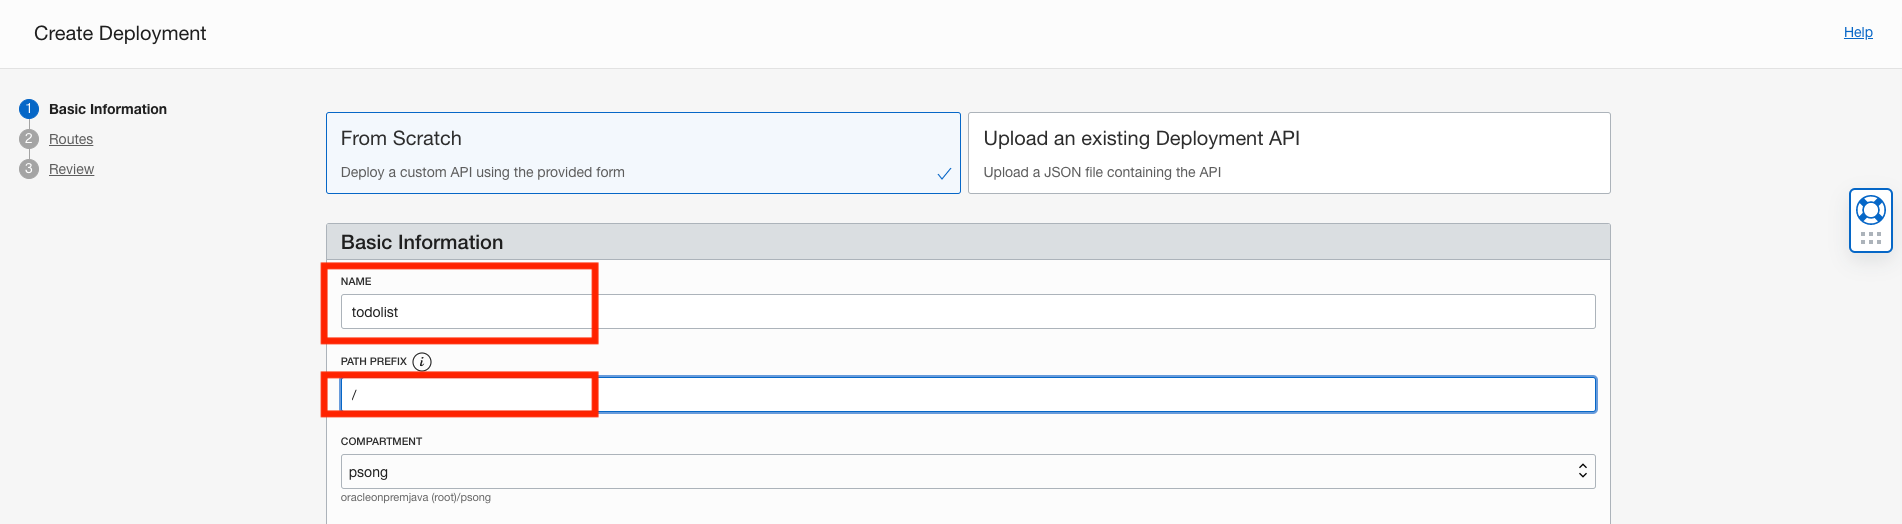 Create Deployment
Help
1 Basic Information
2 Routes
3 Review
From Scratch
Deploy a custom API using the provided form
Upload an existing Deployment API
Upload a JSON file containing the API
Basic Information
NAME
todolist
PATH PREFIX i
/
COMPARTMENT
psong
oracleonpremjava (root)/psong